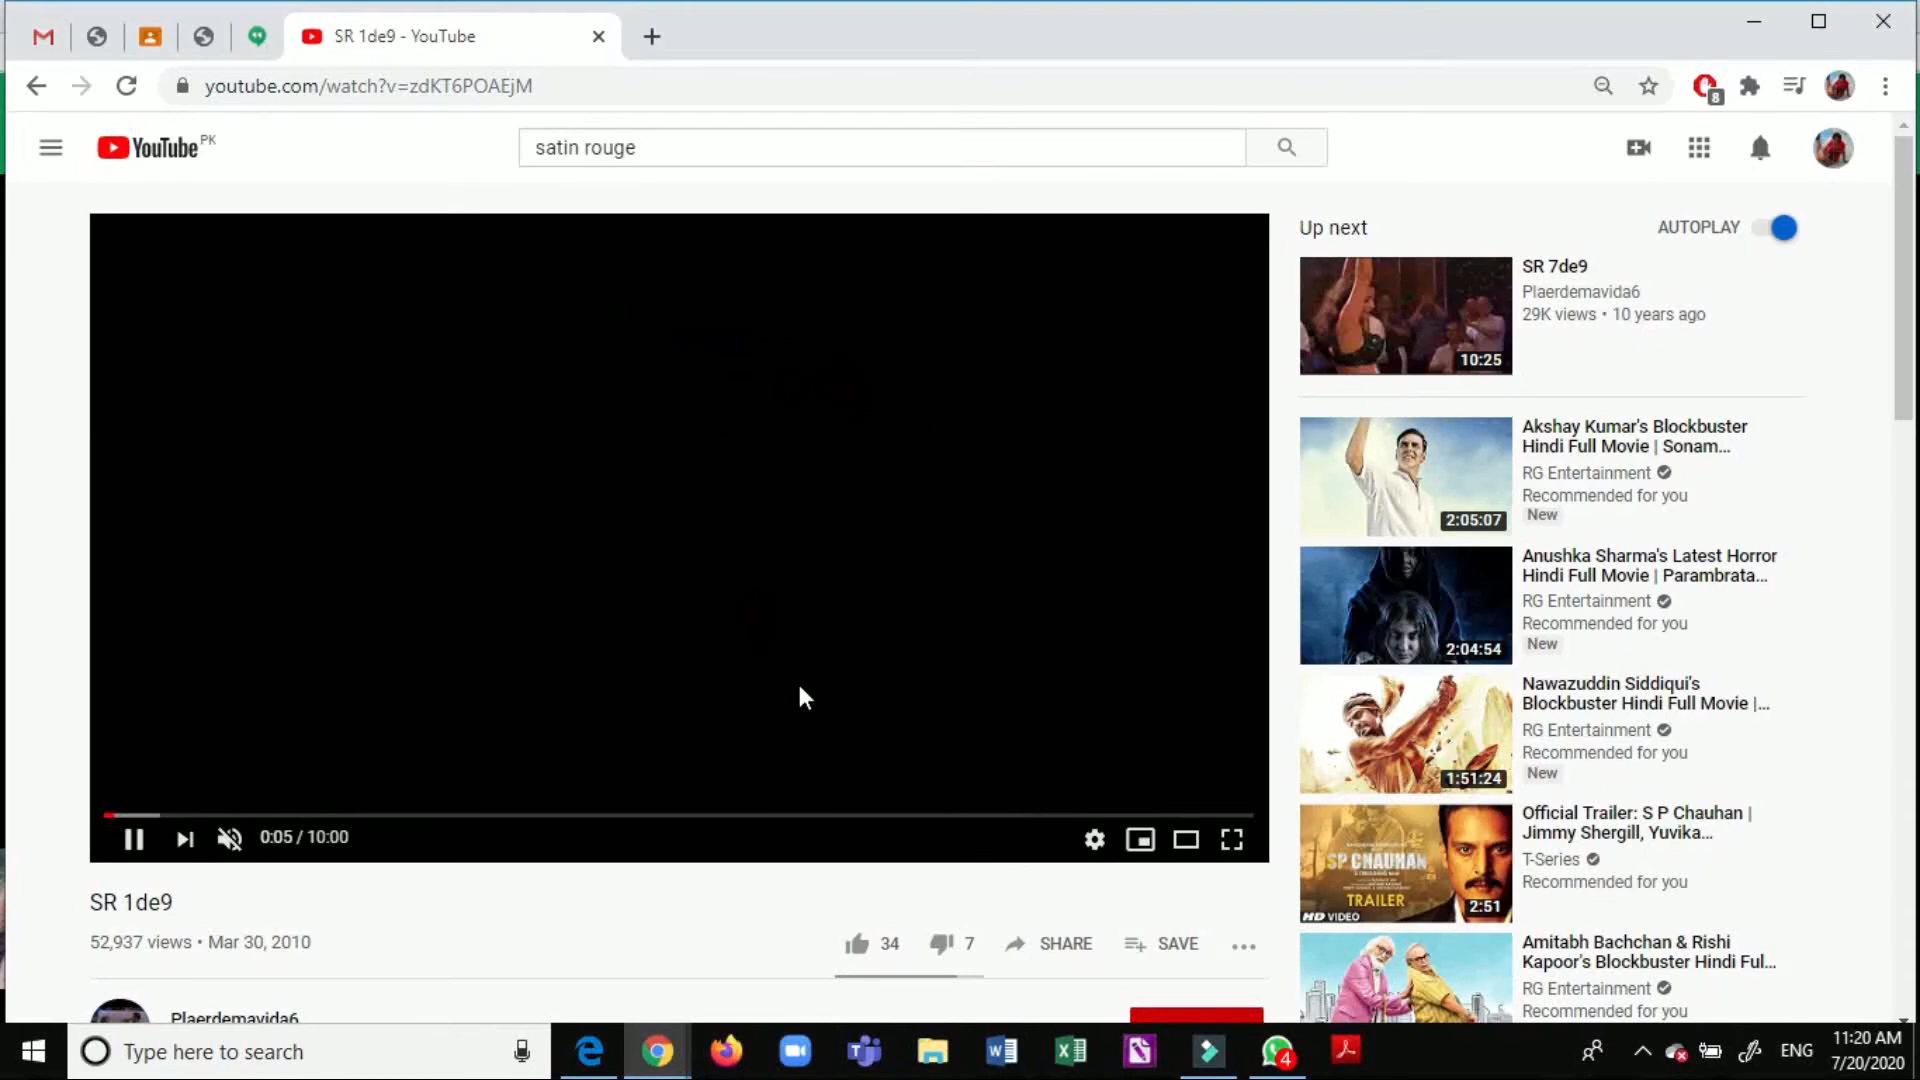 SR 1de9 - YouTube
youtube.com/watch?v=zdKT6POAEjM
8
YouTube PK
satin rouge
Up next
AUTOPLAY
10:25
SR 7de9
Plaerdemavida6
29K views • 10 years ago
2:05:07
Akshay Kumar's Blockbuster
Hindi Full Movie | Sonam...
RG Entertainment
Recommended for you
New
2:04:54
Anushka Sharma's Latest Horror
Hindi Full Movie | Parambrata...
RG Entertainment
Recommended for you
New
1:51:24
Nawazuddin Siddiqui's
Blockbuster Hindi Full Movie |...
RG Entertainment
Recommended for you
New
SP CHAUHAN
TRAILER
HD VIDEO
2:51
Official Trailer: S P Chauhan |
Jimmy Shergill, Yuvika...
T-Series
Recommended for you
Amitabh Bachchan & Rishi
Kapoor's Blockbuster Hindi Ful...
RG Entertainment
Recommended for you
0:05 / 10:00
SR 1de9
52,937 views • Mar 30, 2010
34
7
SHARE
SAVE
Plaerdemavida6
Type here to search
4
ENG
11:20 AM
7/20/2020